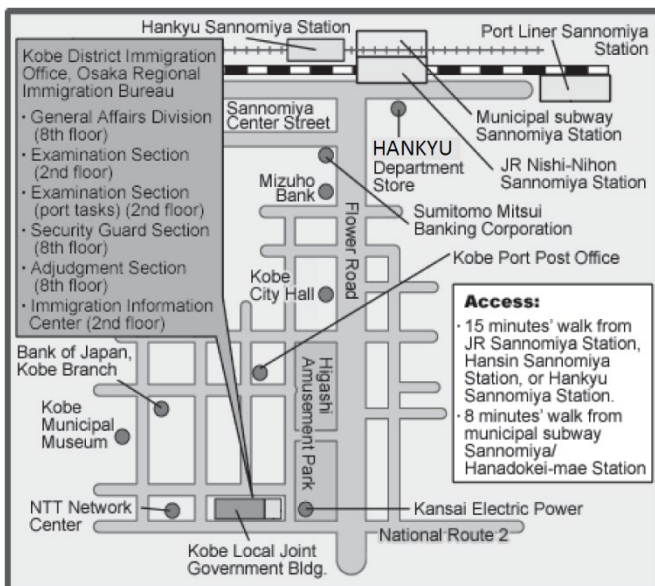 Hankyu Sannomiya Station
Port Liner Sannomiya
Station
Kobe District Immigration
Office, Osaka Regional
Immigration Bureau
· General Affairs Division
(8th floor)
· Examination Section
(2nd floor)
· Examination Section
(port tasks) (2nd floor)
· Security Guard Section
(8th floor)
· Adjudgment Section
(8th floor)
· Immigration Information
Center (2nd floor)
Sannomiya
Center Street
HANKYU
Department
Store
Municipal subway
Sannomiya Station
JR Nishi-Nihon
Sannomiya Station
Mizuho
Bank
Sumitomo Mitsui
Banking Corporation
Flower Road
Kobe Port Post Office
Kobe
City Hall
Access:
· 15 minutes' walk from
JR Sannomiya Station,
Hansin Sannomiya
Station, or Hankyu
Sannomiya Station.
· 8 minutes' walk from
municipal subway
Sannomiya/
Hanadokei-mae Station
Bank of Japan,
Kobe Branch
Higashi
Amusement Park
Kobe
Municipal
Museum
NTT Network
Center
Kansai Electric Power
National Route 2
Kobe Local Joint
Government Bldg.